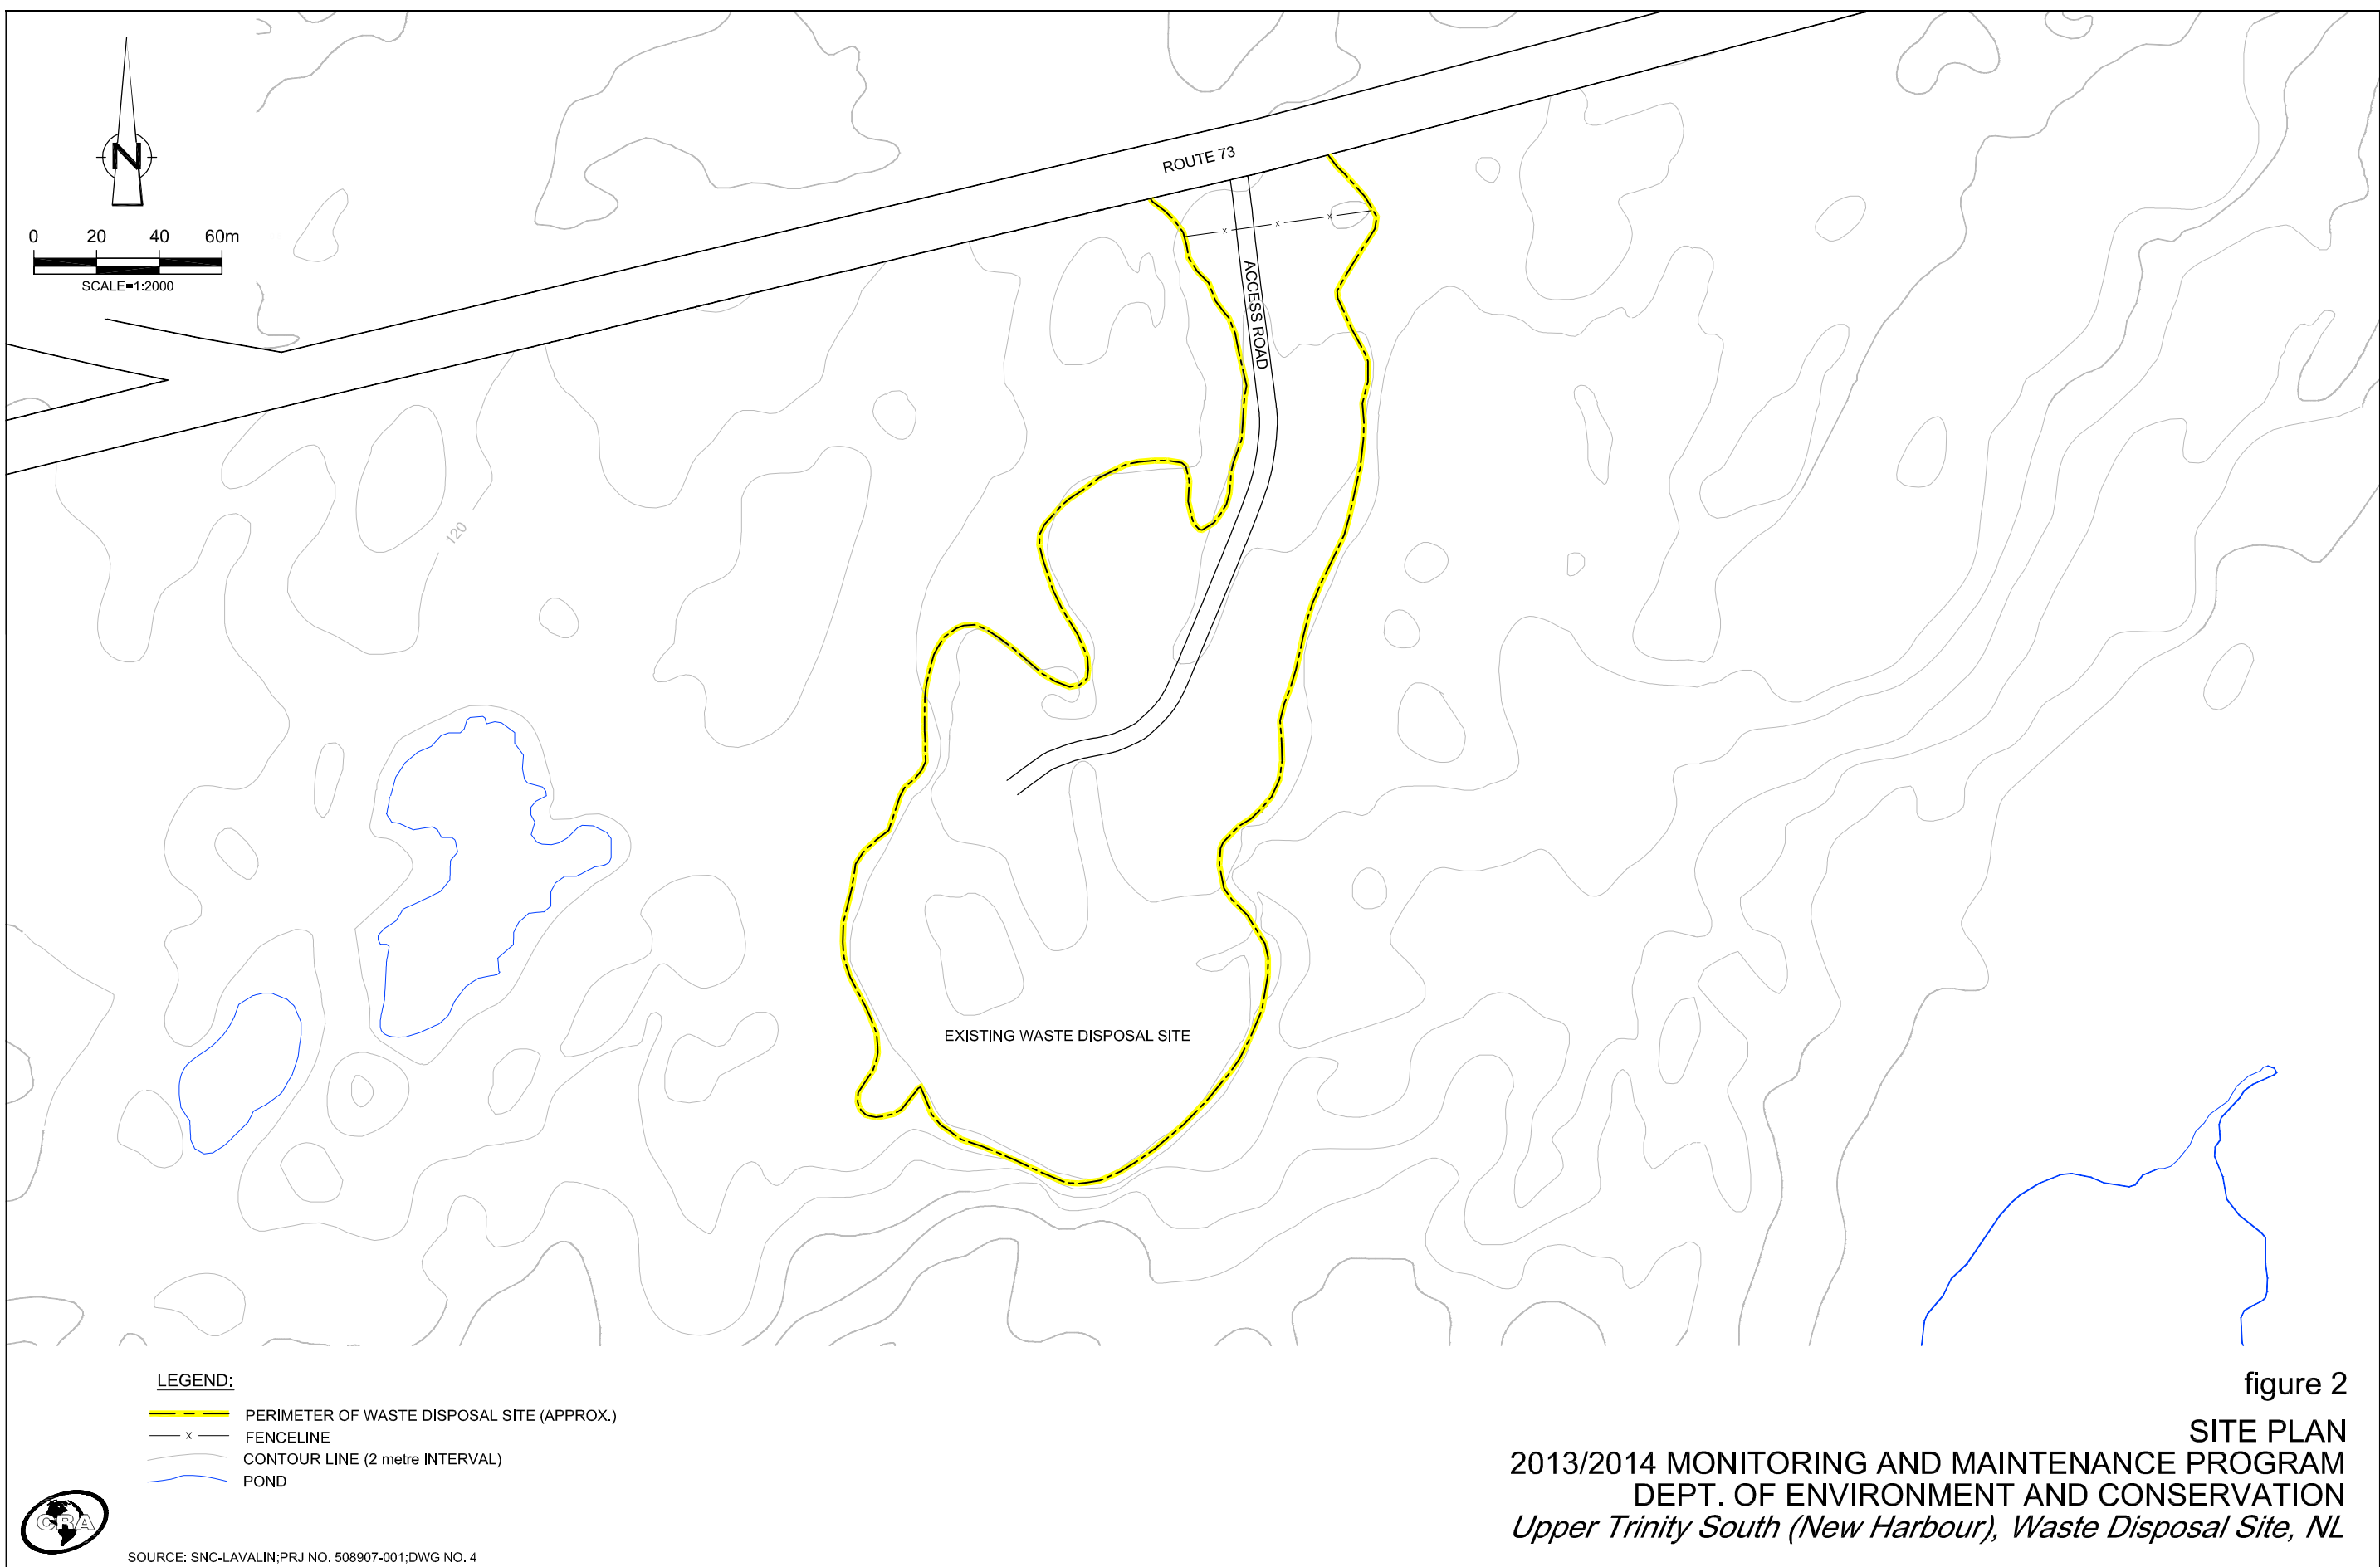 N
0 20 40 60m
SCALE=1:2000
ROUTE 73
x x x
ACCESS ROAD
120
EXISTING WASTE DISPOSAL SITE
LEGEND:
PERIMETER OF WASTE DISPOSAL SITE (APPROX.)
x FENCELINE
CONTOUR LINE (2 metre INTERVAL)
POND
CRA
SOURCE: SNC-LAVALIN;PRJ NO. 508907-001;DWG NO. 4
figure 2
SITE PLAN
2013/2014 MONITORING AND MAINTENANCE PROGRAM
DEPT. OF ENVIRONMENT AND CONSERVATION
Upper Trinity South (New Harbour), Waste Disposal Site, NL